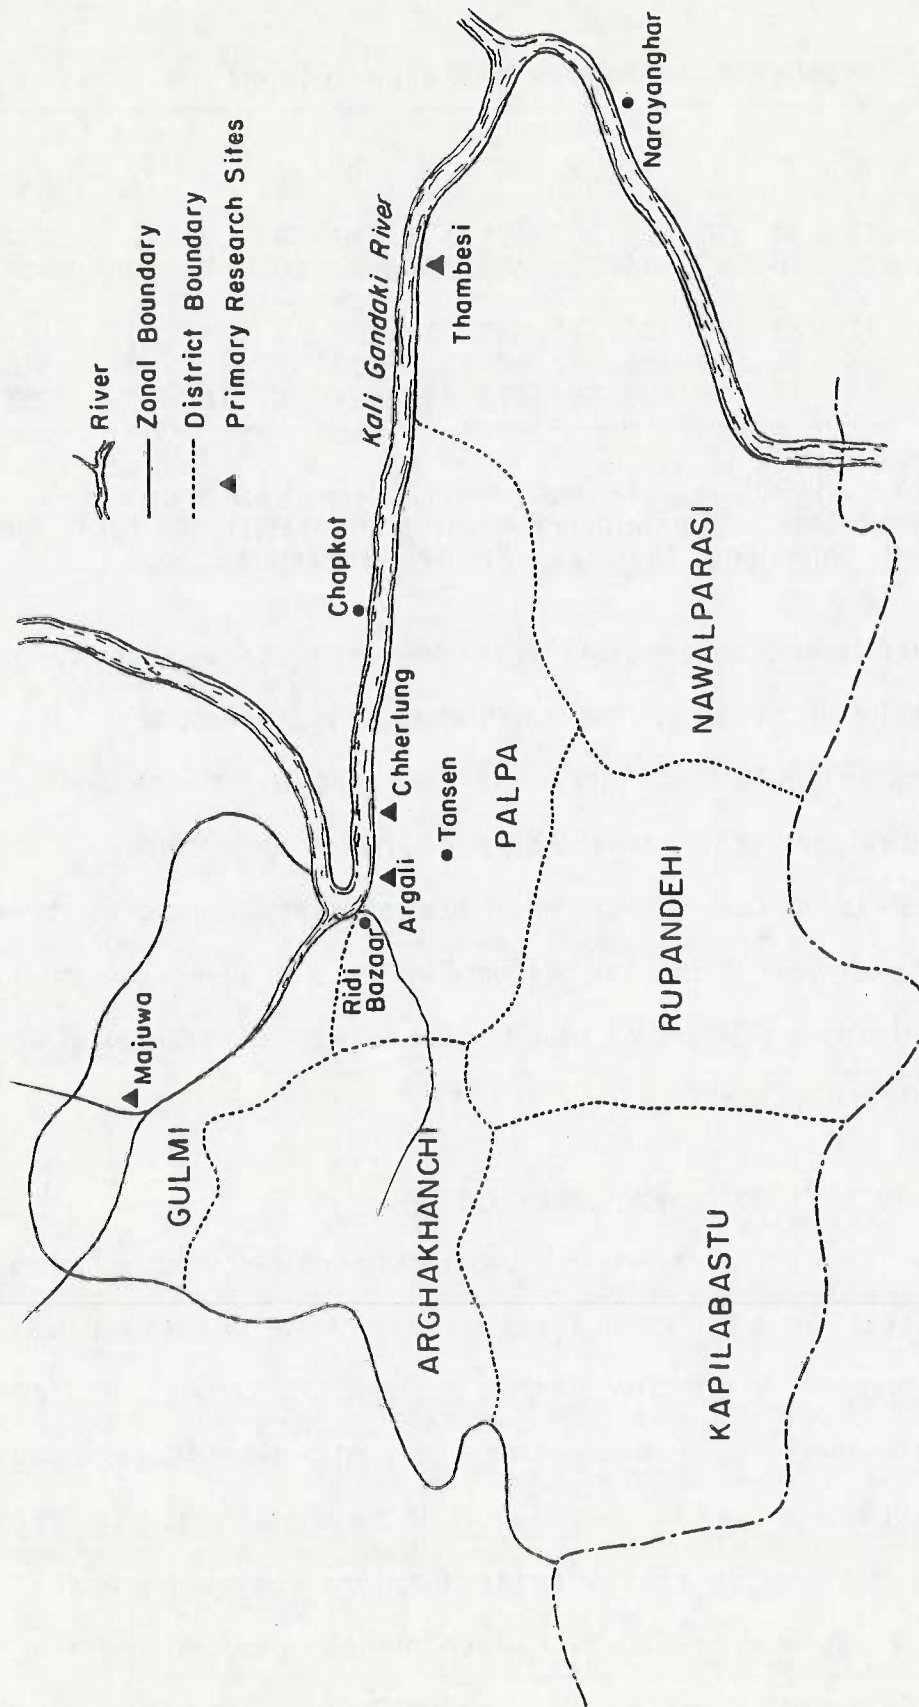 River
Zonal Boundary
District Boundary
Primary Research Sites
Majuwa
GULMI
Ridi
Bazaar
Argali
Chherlung
Tansen
Chapkot
Kali Gandaki River
Thambesi
Narayanghar
ARGHAKHANCHI
PALPA
KAPILABASTU
RUPANDEHI
NAWALPARASI